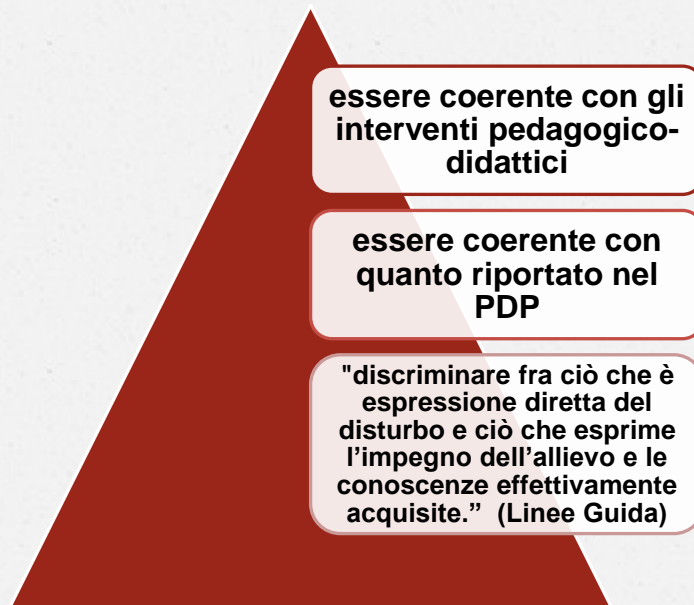 essere coerente con gli
interventi pedagogico-
didattici
essere coerente con
quanto riportato nel
PDP
"discriminare fra ciò che è
espressione diretta del
disturbo e ciò che esprime
l’impegno dell’allievo e le
conoscenze effettivamente
acquisite.” (Linee Guida)